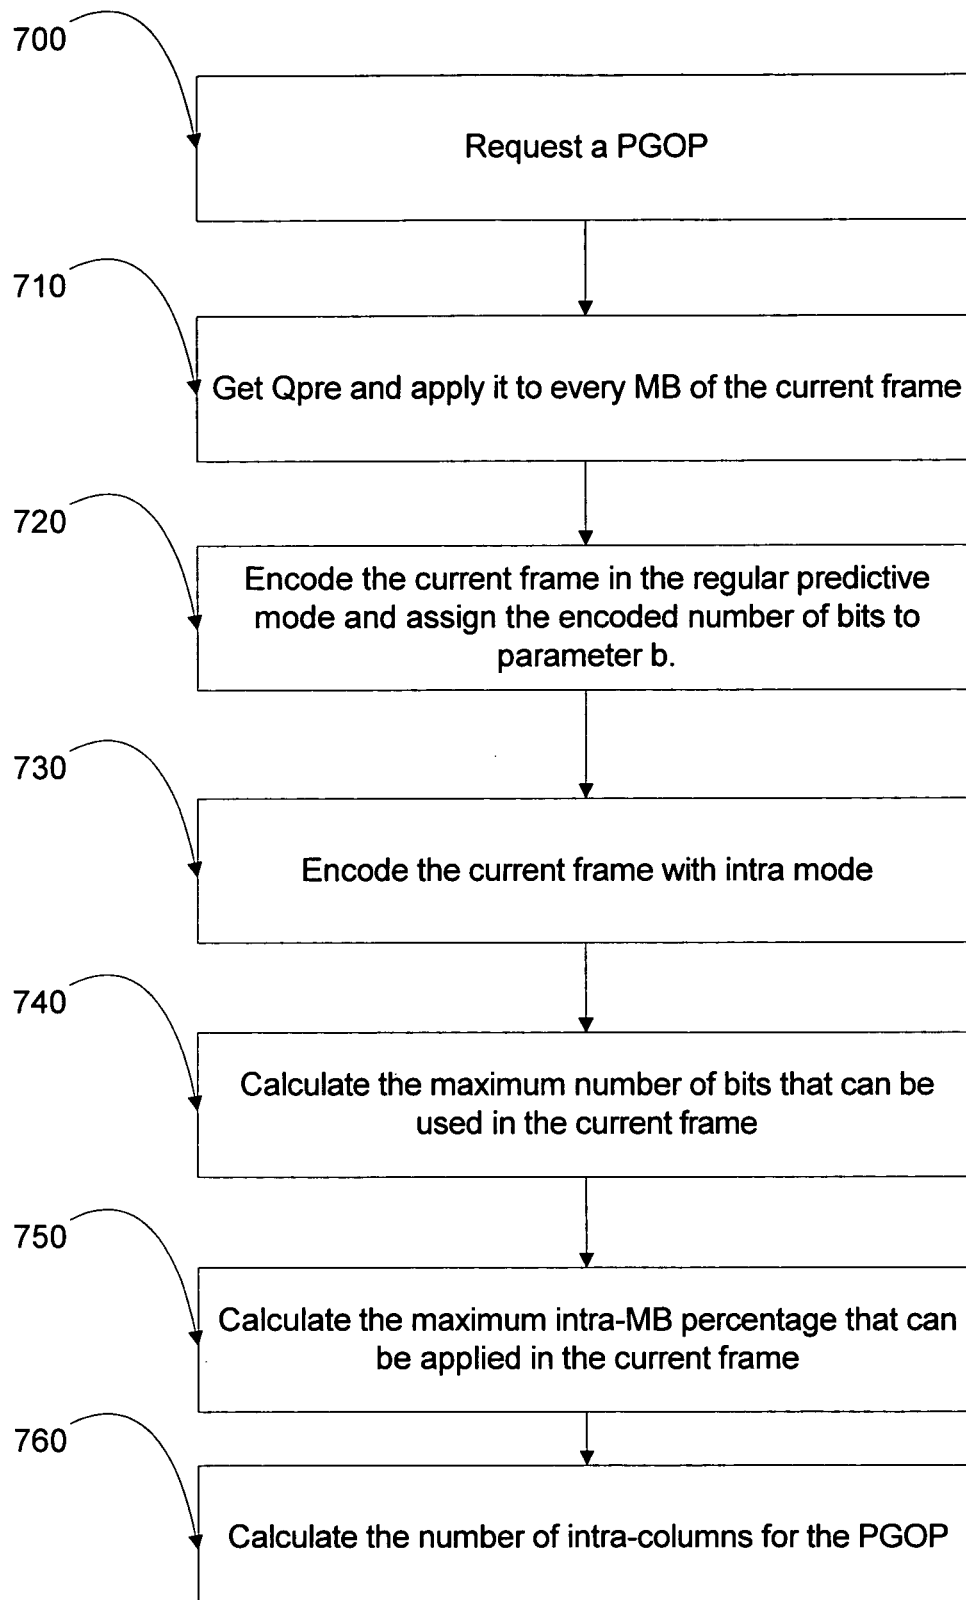 700
Request a PGOP
710
Get Qpre and apply it to every MB of the current frame
720
Encode the current frame in the regular predictive
mode and assign the encoded number of bits to
parameter b.
730
Encode the current frame with intra mode
740
Calculate the maximum number of bits that can be
used in the current frame
750
Calculate the maximum intra-MB percentage that can
be applied in the current frame
760
Calculate the number of intra-columns for the PGOP